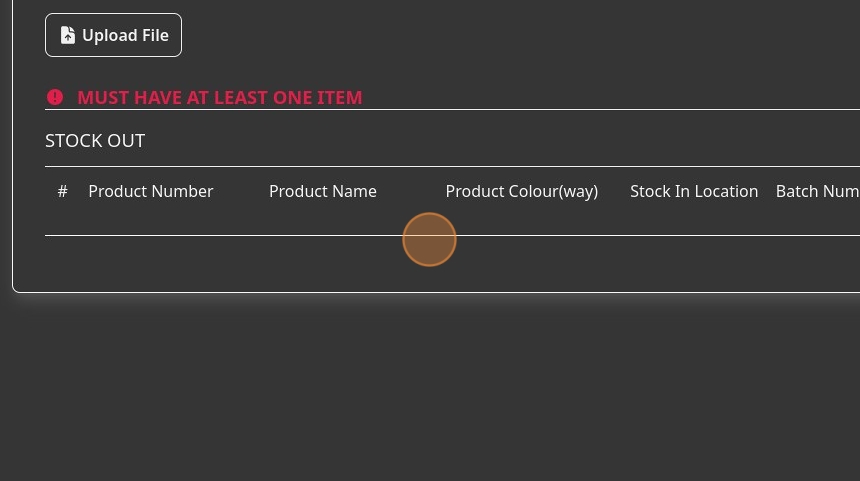 Upload File
MUST HAVE AT LEAST ONE ITEM
STOCK OUT
# Product Number Product Name Product Colour(way) Stock In Location Batch Num